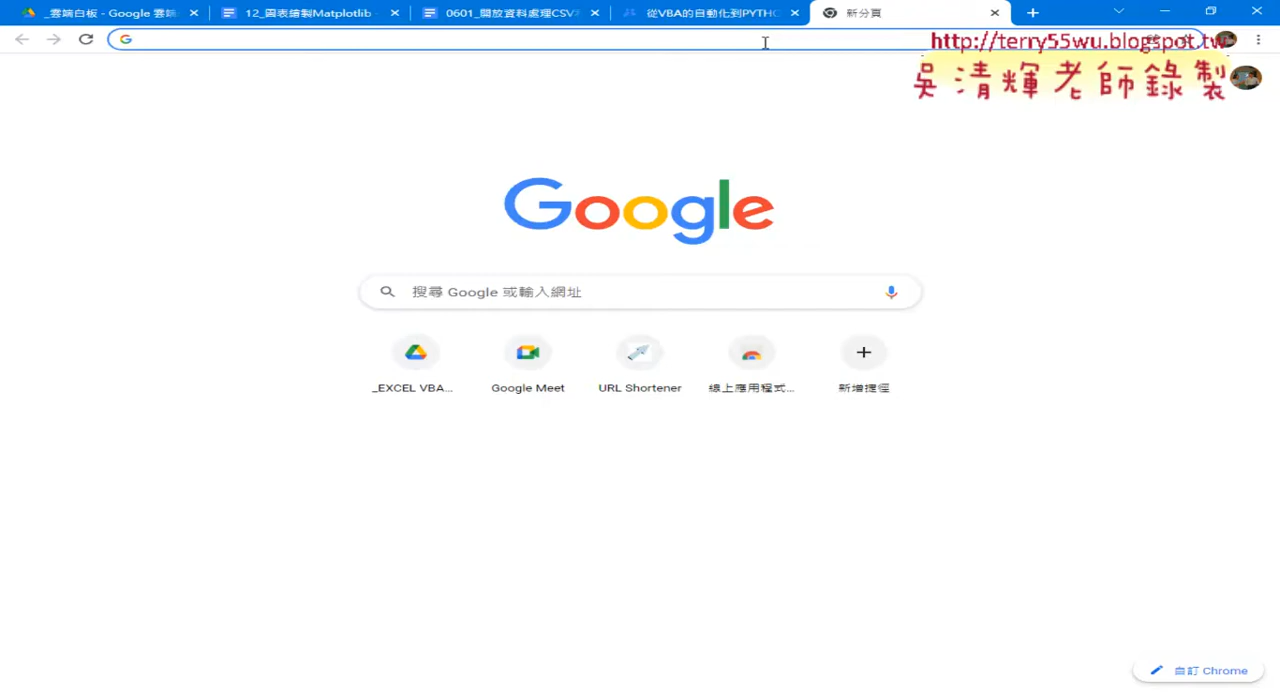 _雲端白板 - Google 雲端
12_圖表繪製Matplotlib -
0601_開放資料處理CSV
從VBA的自動化到PYTHO
新分頁
http://terry55wu.blogspot.tw
吳清輝老師錄製
Google
搜尋 Google 或輸入網址
_EXCEL VBA...
Google Meet
URL Shortener
線上應用程式...
新增捷徑
自訂 Chrome